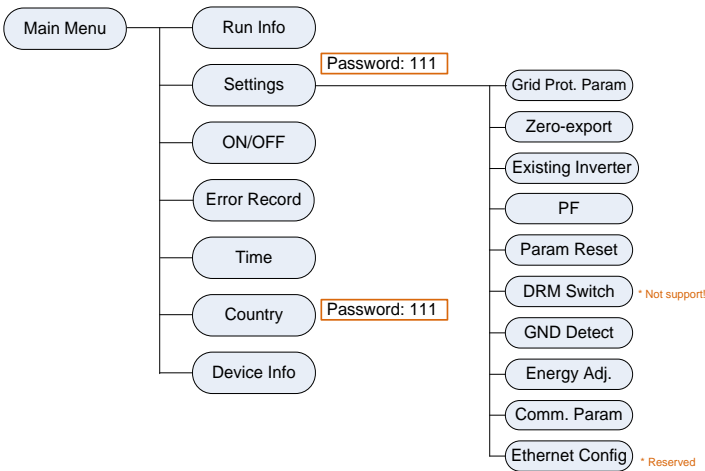 Main Menu
Run Info
Settings
Password: 111
ON/OFF
Error Record
Time
Country
Password: 111
Device Info
Grid Prot. Param
Zero-export
Existing Inverter
PF
Param Reset
DRM Switch
* Not support!
GND Detect
Energy Adj.
Comm. Param
Ethernet Config
* Reserved